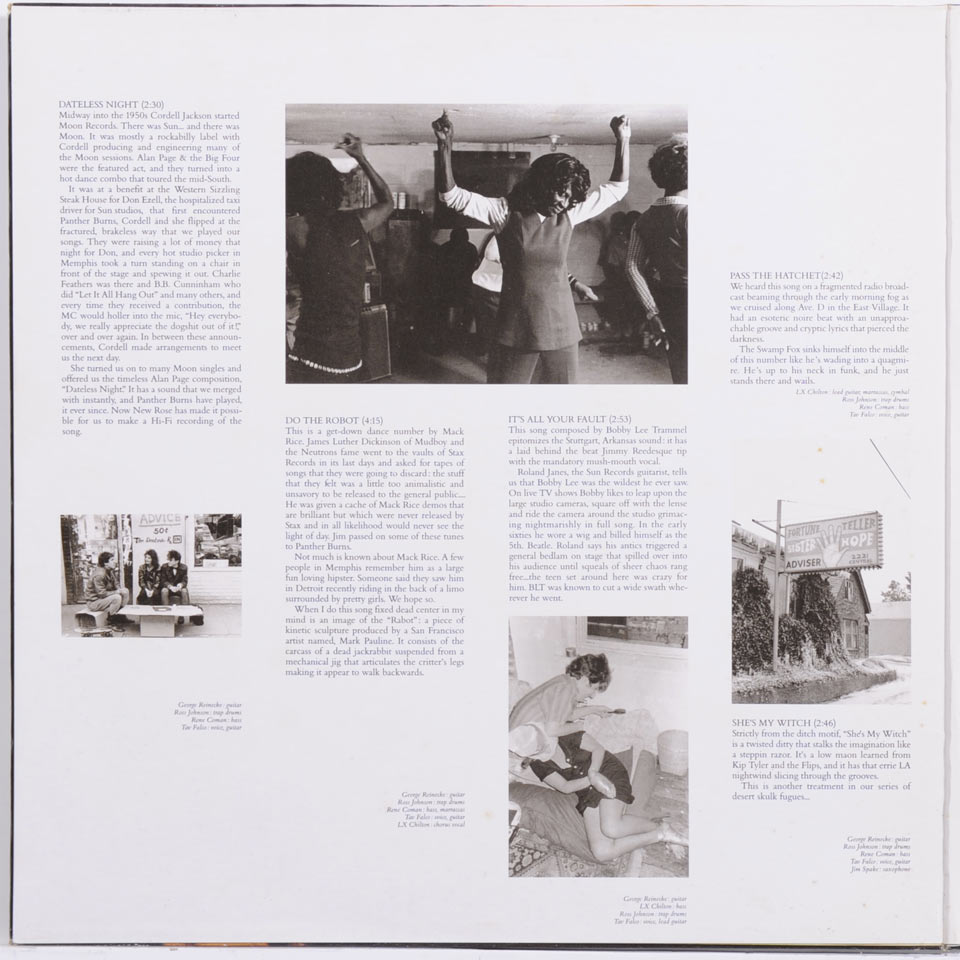 DATELESS NIGHT (2:30)
Midway into the 1950s Cordell Jackson started
Moon Records. There was Sun... and there was
Moon. It was mostly a rockabilly label with
Cordell producing and engineering many of
the Moon sessions. Alan Page & the Big Four
were the featured act, and they turned into a
hot dance combo that toured the mid-South.
It was at a benefit at the Western Sizzling
Steak House for Don Ezell, the hospitalized taxi
driver for Sun studios, that first encountered
Panther Burns, Cordell and she flipped at the
fractured, brakeless way that we played our
songs. They were raising a lot of money that
night for Don, and every hot studio picker in
Memphis took a turn standing on a chair in
front of the stage and spewing it out. Charlie
Feathers was there and B.B. Cunninham who
did "Let It All Hang Out" and many others, and
every time they received a contribution, the
MC would holler into the mic, "Hey everybo-
dy, we really appreciate the dogshit out of it!,"
over and over again. In between these announ-
cements, Cordell made arrangements to meet
us the next day.
She turned us on to many Moon singles and
offered us the timeless Alan Page composition,
"Dateless Night." It has a sound that we merged
with instantly, and Panther Burns have played,
it ever since. Now New Rose has made it possi-
ble for us to make a Hi-Fi recording of the
song.
ADVICE
50¢
The Doctor is IN
George Reinecke : guitar
Ross Johnson : trap drums
Rene Coman : bass
Tav Falco : voice, guitar
DO THE ROBOT (4:15)
This is a get-down dance number by Mack
Rice. James Luther Dickinson of Mudboy and
the Neutrons fame went to the vaults of Stax
Records in its last days and asked for tapes of
songs that they were going to discard : the stuff
that they felt was a little too animalistic and
unsavory to be released to the general public....
He was given a cache of Mack Rice demos that
are brilliant but which were never released by
Stax and in all likelihood would never see the
light of day. Jim passed on some of these tunes
to Panther Burns.
Not much is known about Mack Rice. A few
people in Memphis remember him as a large
fun loving hipster. Someone said they saw him
in Detroit recently riding in the back of a limo
surrounded by pretty girls. We hope so.
When I do this song fixed dead center in my
mind is an image of the "Rabot" : a piece of
kinetic sculpture produced by a San Francisco
artist named, Mark Pauline. It consists of the
carcass of a dead jackrabbit suspended from a
mechanical jig that articulates the critter's legs
making it appear to walk backwards.
George Reinecke : guitar
Ross Johnson : trap drums
Rene Coman : bass, marraccas
Tav Falco : voice, guitar
LX Chilton : chorus vocal
IT'S ALL YOUR FAULT (2:53)
This song composed by Bobby Lee Trammel
epitomizes the Stuttgart, Arkansas sound : it has
a laid behind the beat Jimmy Reedesque tip
with the mandatory mush-mouth vocal.
Roland Janes, the Sun Records guitarist, tells
us that Bobby Lee was the wildest he ever saw.
On live TV shows Bobby likes to leap upon the
large studio cameras, square off with the lense
and ride the camera around the studio grimac-
ing nightmarishly in full song. In the early
sixties he wore a wig and billed himself as the
5th. Beatle. Roland says his antics triggered a
general bedlam on stage that spilled over into
his audience until squeals of sheer chaos rang
free...the teen set around here was crazy for
him. BLT was known to cut a wide swath whe-
rever he went.
George Reinecke : guitar
LX Chilton : bass
Ross Johnson : trap drums
Tav Falco : voice, lead guitar
PASS THE HATCHET(2:42)
We heard this song on a fragmented radio broad-
cast beaming through the early morning fog as
we cruised along Ave. D in the East Village. It
had an esoteric noire beat with an unapproa-
chable groove and cryptic lyrics that pierced the
darkness.
The Swamp Fox sinks himself into the middle
of this number like he's wading into a quagmi-
re. He's up to his neck in funk, and he just
stands there and wails.
LX Chilton : lead guitar, marraccas, cymbal
Ross Johnson : trap drums
Rene Coman : bass
Tav Falco : voice, guitar
FORTUNE TELLER
SISTER HOPE
ADVISER
SHE'S MY WITCH (2:46)
Strictly from the ditch motif, "She's My Witch"
is a twisted ditty that stalks the imagination like
a steppin razor. It's a low maon learned from
Kip Tyler and the Flips, and it has that errie LA
nightwind slicing through the grooves.
This is another treatment in our series of
desert skulk fugues...
George Reinecke : guitar
Ross Johnson : trap drums
Rene Coman : bass
Tav Falco : voice, guitar
Jim Spake : saxophone